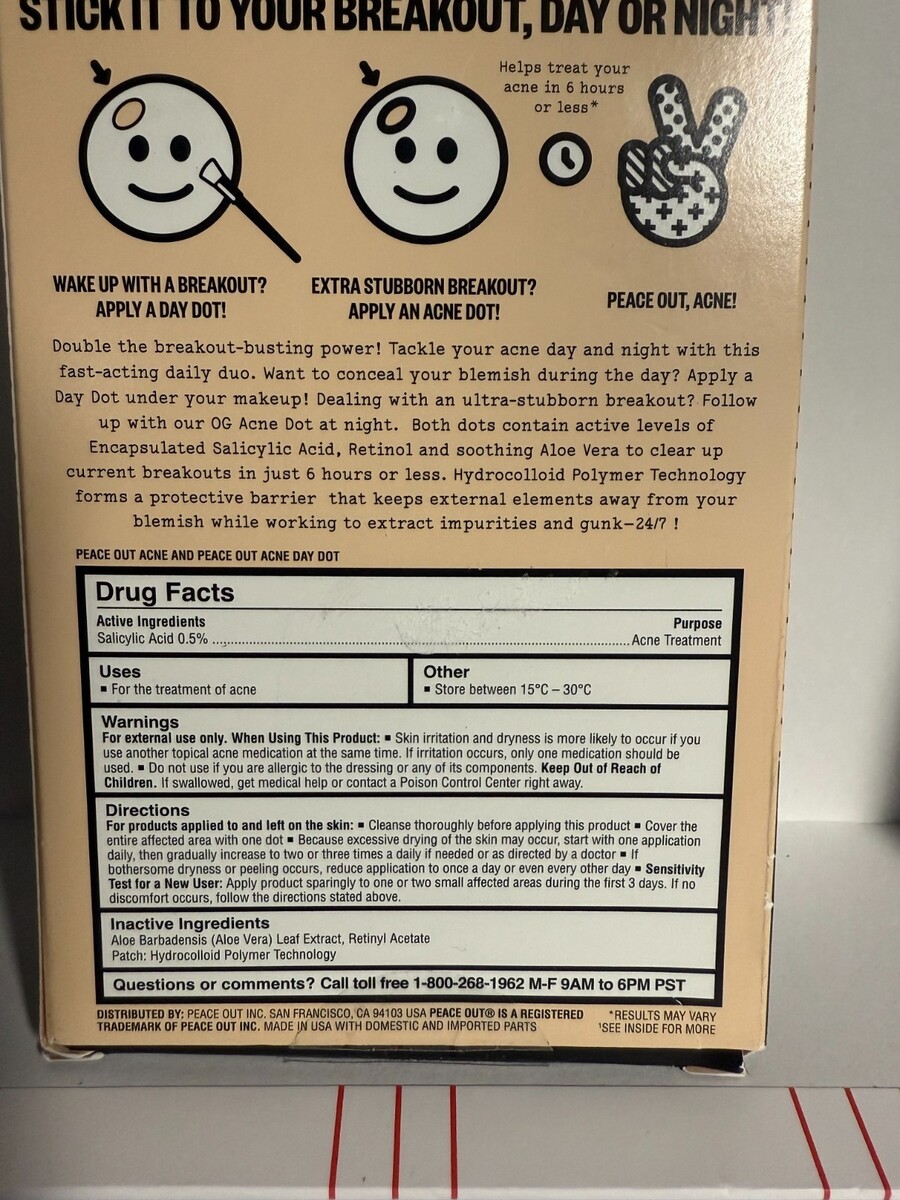 STICK IT TO YOUR BREAKOUT, DAY OR NIGHT!
Helps treat your
acne in 6 hours
or less*
WAKE UP WITH A BREAKOUT?
APPLY A DAY DOT!
EXTRA STUBBORN BREAKOUT?
APPLY AN ACNE DOT!
PEACE OUT, ACNE!
Double the breakout-busting power! Tackle your acne day and night with this
fast-acting daily duo. Want to conceal your blemish during the day? Apply a
Day Dot under your makeup! Dealing with an ultra-stubborn breakout? Follow
up with our OG Acne Dot at night. Both dots contain active levels of
Encapsulated Salicylic Acid, Retinol and soothing Aloe Vera to clear up
current breakouts in just 6 hours or less. Hydrocolloid Polymer Technology
forms a protective barrier that keeps external elements away from your
blemish while working to extract impurities and gunk—24/7 !
PEACE OUT ACNE AND PEACE OUT ACNE DAY DOT
Drug Facts
Active Ingredients Purpose
Salicylic Acid 0.5% ........ Acne Treatment
Uses
▪ For the treatment of acne
Other
▪ Store between 15°C – 30°C
Warnings
For external use only. When Using This Product: ▪ Skin irritation and dryness is more likely to occur if you
use another topical acne medication at the same time. If irritation occurs, only one medication should be
used. ▪ Do not use if you are allergic to the dressing or any of its components. Keep Out of Reach of
Children. If swallowed, get medical help or contact a Poison Control Center right away.
Directions
For products applied to and left on the skin: ▪ Cleanse thoroughly before applying this product ▪ Cover the
entire affected area with one dot ▪ Because excessive drying of the skin may occur, start with one application
daily, then gradually increase to two or three times a daily if needed or as directed by a doctor ▪ If
bothersome dryness or peeling occurs, reduce application to once a day or even every other day ▪ Sensitivity
Test for a New User: Apply product sparingly to one or two small affected areas during the first 3 days. If no
discomfort occurs, follow the directions stated above.
Inactive Ingredients
Aloe Barbadensis (Aloe Vera) Leaf Extract, Retinyl Acetate
Patch: Hydrocolloid Polymer Technology
Questions or comments? Call toll free 1-800-268-1962 M-F 9AM to 6PM PST
DISTRIBUTED BY: PEACE OUT INC. SAN FRANCISCO, CA 94103 USA PEACE OUT® IS A REGISTERED
TRADEMARK OF PEACE OUT INC. MADE IN USA WITH DOMESTIC AND IMPORTED PARTS
*RESULTS MAY VARY
¹SEE INSIDE FOR MORE